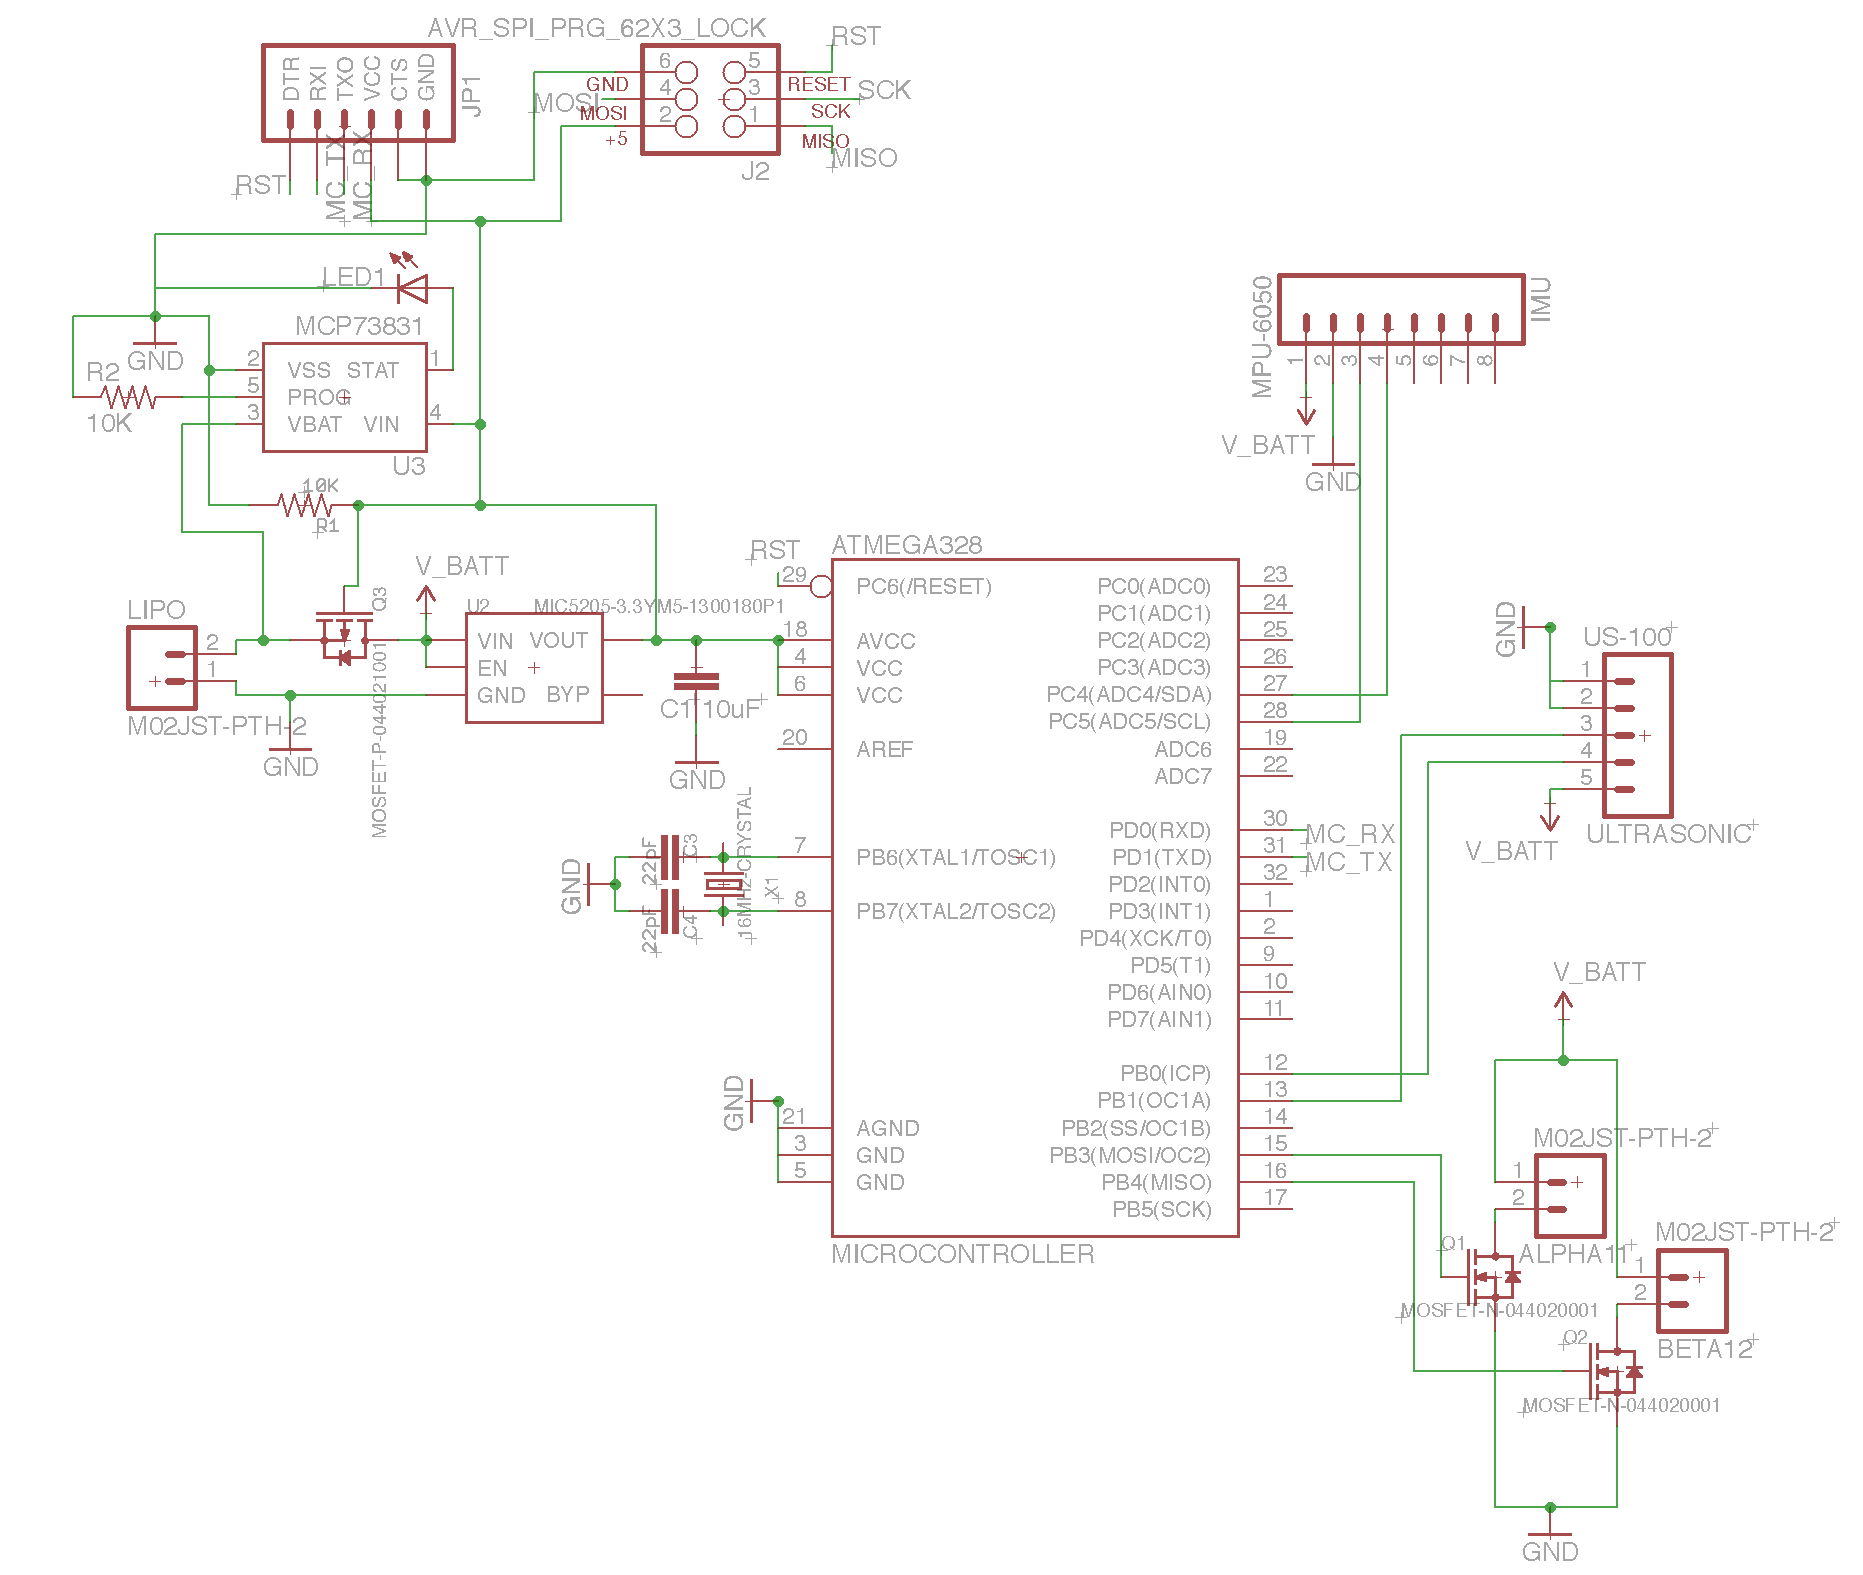 AVR_SPI_PRG_62X3_LOCK
DTR
RXI
TXO
VCC
CTS
GND
JP1
6
4
2
5
3
1
GND
MOSI
MOSI
+5
RESET
SCK
MISO
RST
SCK
MISO
J2
RST
MC_TX
MC_RX
LED1
MCP73831
GND
R2
10K
2
5
3
VSS
STAT
PROG
VBAT
VIN
1
4
U3
10K
R1
V_BATT
Q3
MOSFET-P-044021001
LIPO
2
1
M02JST-PTH-2
GND
U2
MIC5205-3.3YM5-1300180P1
VIN
VOUT
EN
GND
BYP
C1
10uF
GND
RST
ATMEGA328
29
PC6(/RESET)
18
AVCC
4
VCC
6
VCC
20
AREF
7
PB6(XTAL1/TOSC1)
8
PB7(XTAL2/TOSC2)
GND
22pF
C3
22pF
C4
16MHZ-CRYSTAL
X1
GND
21
AGND
3
GND
5
GND
PC0(ADC0)
23
PC1(ADC1)
24
PC2(ADC2)
25
PC3(ADC3)
26
PC4(ADC4/SDA)
27
PC5(ADC5/SCL)
28
ADC6
19
ADC7
22
PD0(RXD)
30
MC_RX
PD1(TXD)
31
MC_TX
PD2(INT0)
32
PD3(INT1)
1
PD4(XCK/T0)
2
PD5(T1)
9
PD6(AIN0)
10
PD7(AIN1)
11
PB0(ICP)
12
PB1(OC1A)
13
PB2(SS/OC1B)
14
PB3(MOSI/OC2)
15
PB4(MISO)
16
PB5(SCK)
17
MICROCONTROLLER
MPU-6050
IMU
1
2
3
4
5
6
7
8
V_BATT
GND
GND
US-100
1
2
3
4
5
ULTRASONIC
V_BATT
V_BATT
M02JST-PTH-2
1
2
ALPHA11
Q1
MOSFET-N-044020001
M02JST-PTH-2
1
2
BETA12
Q2
MOSFET-N-044020001
GND